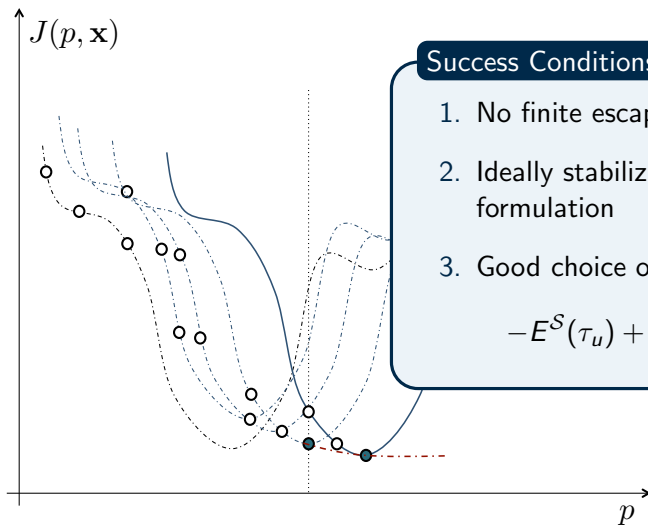 J(p, x)
Success Conditions
1. No finite escap
2. Ideally stabiliz
formulation
3. Good choice o
−E^S(τ_u) +
p